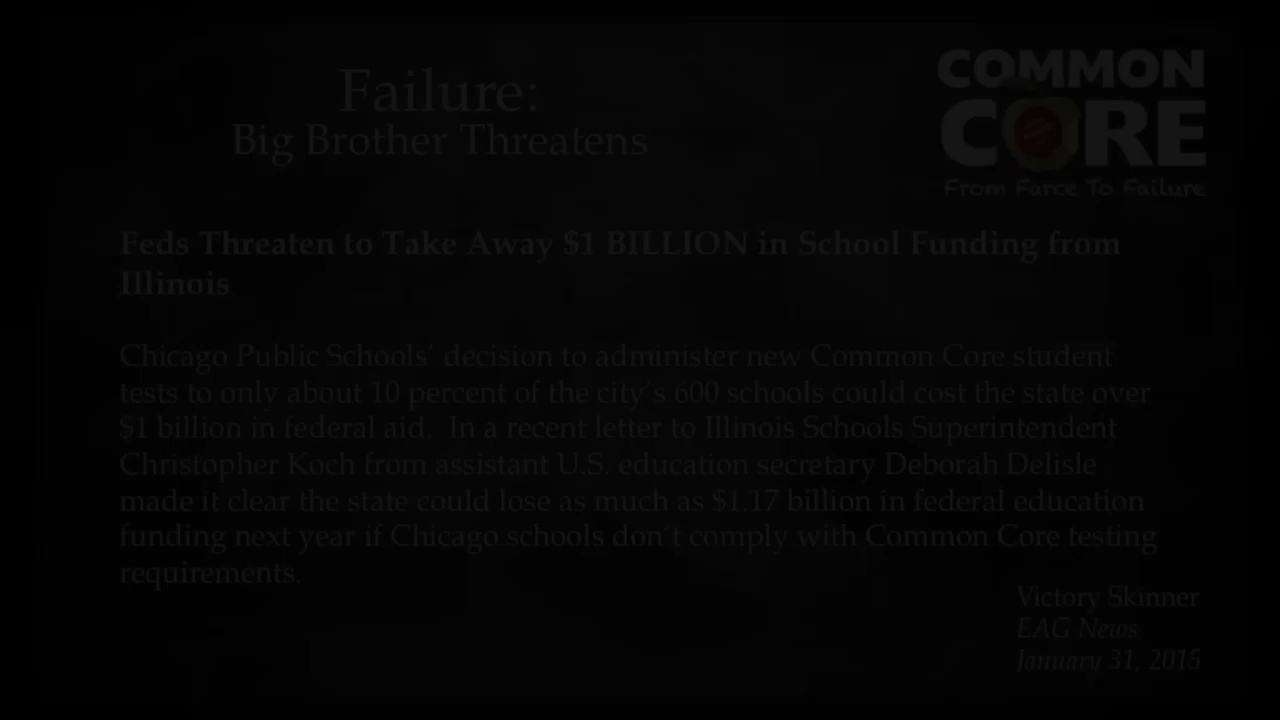 Failure:
Big Brother Threatens
COMMON
CORE
From Farce To Failure
Feds Threaten to Take Away $1 BILLION in School Funding from
Illinois
Chicago Public Schools' decision to administer new Common Core student
tests to only about 10 percent of the city's 600 schools could cost the state over
$1 billion in federal aid.  In a recent letter to Illinois Schools Superintendent
Christopher Koch from assistant U.S. education secretary Deborah Delisle
made it clear the state could lose as much as $1.17 billion in federal education
funding next year if Chicago schools don't comply with Common Core testing
requirements.
Victory Skinner
EAG News
January 31, 2015